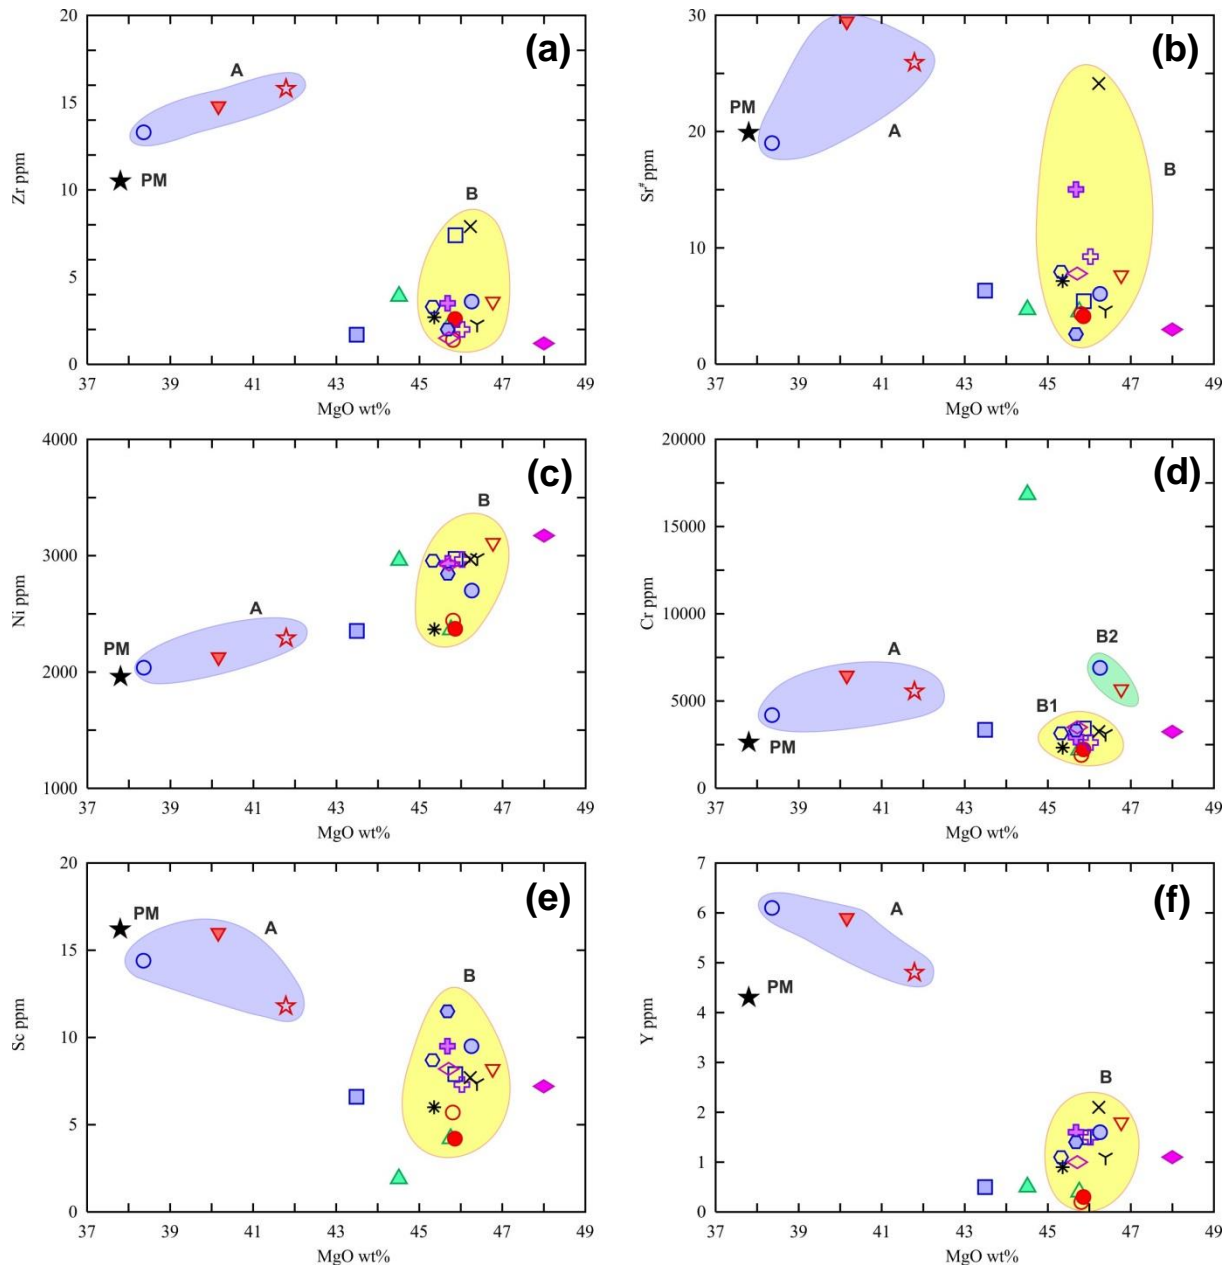 (a)
20
15
10
5
0
Zr ppm
A
PM
B
37 39 41 43 45 47 49
MgO wt%
(b)
30
20
10
0
Sr# ppm
PM
A
B
37 39 41 43 45 47 49
MgO wt%
(c)
4000
3000
2000
1000
Ni ppm
B
A
PM
37 39 41 43 45 47 49
MgO wt%
(d)
20000
15000
10000
5000
0
Cr ppm
A
B2
B1
PM
37 39 41 43 45 47 49
MgO wt%
(e)
20
15
10
5
0
Sc ppm
PM
A
B
37 39 41 43 45 47 49
MgO wt%
(f)
7
6
5
4
3
2
1
0
Y ppm
A
PM
B
37 39 41 43 45 47 49
MgO wt%